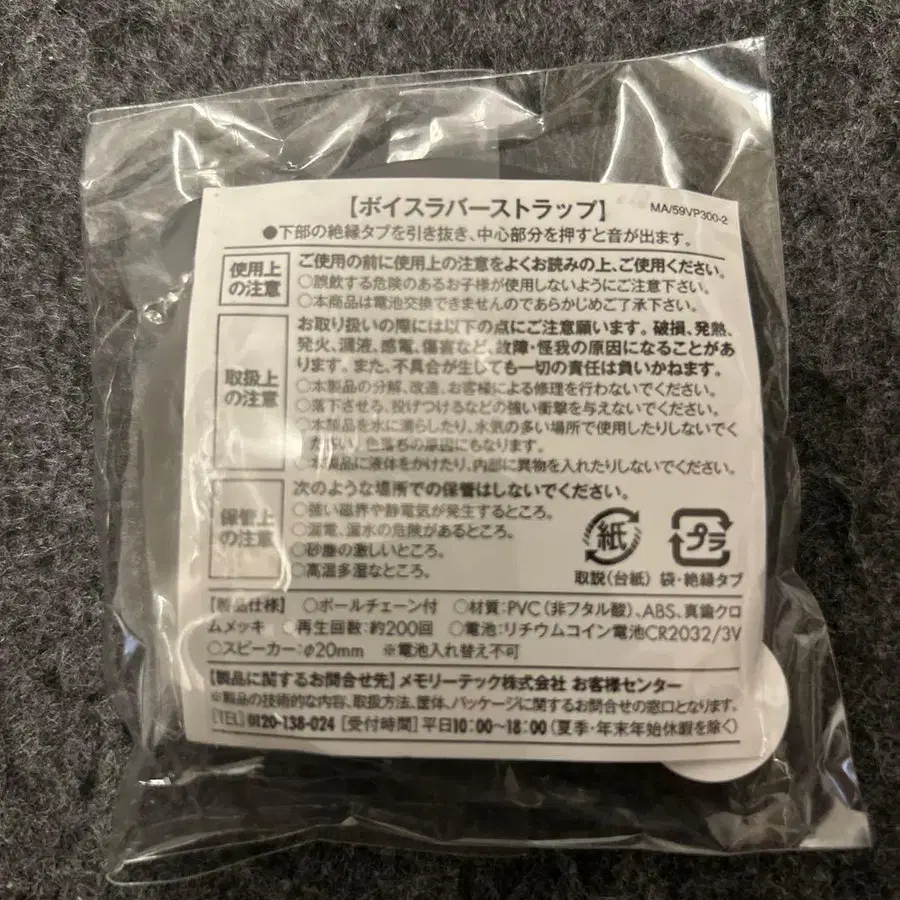 【ボイスラバーストラップ】
MA/59VP300-2
●下部の絶縁タブを引き抜き、中心部分を押すと音が出ます。
使用上の注意
ご使用の前に使用上の注意をよくお読みの上、ご使用ください。
○誤飲する危険のあるお子様が使用しないようにご注意下さい。
○本商品は電池交換できませんのであらかじめご了承下さい。
取扱上の注意
お取り扱いの際には以下の点にご注意願います。破損、発熱、
発火、漏液、感電、傷害など、故障・怪我の原因になることがあ
ります。また、不具合が生じても一切の責任は負いかねます。
○本製品の分解、改造、お客様による修理を行わないでください。
○落下させる、投げつけるなどの強い衝撃を与えないでください。
○本製品を水に濡らしたり、水気の多い場所で使用したりしないでく
ださい。色落ちの原因にもなります。
○本製品に液体をかけたり、内部に異物を入れたりしないでください。
保管上の注意
次のような場所での保管はしないでください。
○強い磁界や静電気が発生するところ。
○漏電、漏水の危険があるところ。
○砂塵の激しいところ。
○高温多湿なところ。
紙
プラ
取説(台紙) 袋・絶縁タブ
【製品仕様】 ○ボールチェーン付 ○材質:PVC(非フタル酸)、ABS、真鍮クロ
ムメッキ ○再生回数:約200回 ○電池:リチウムコイン電池CR2032/3V
○スピーカー:φ20mm ※電池入れ替え不可
【製品に関するお問合せ先】メモリーテック株式会社 お客様センター
※製品の技術的な内容、取扱方法、筐体、パッケージに関するお問合せの窓口となります。
[TEL] 0120-138-024 [受付時間] 平日10:00~18:00 (夏季・年末年始休暇を除く)